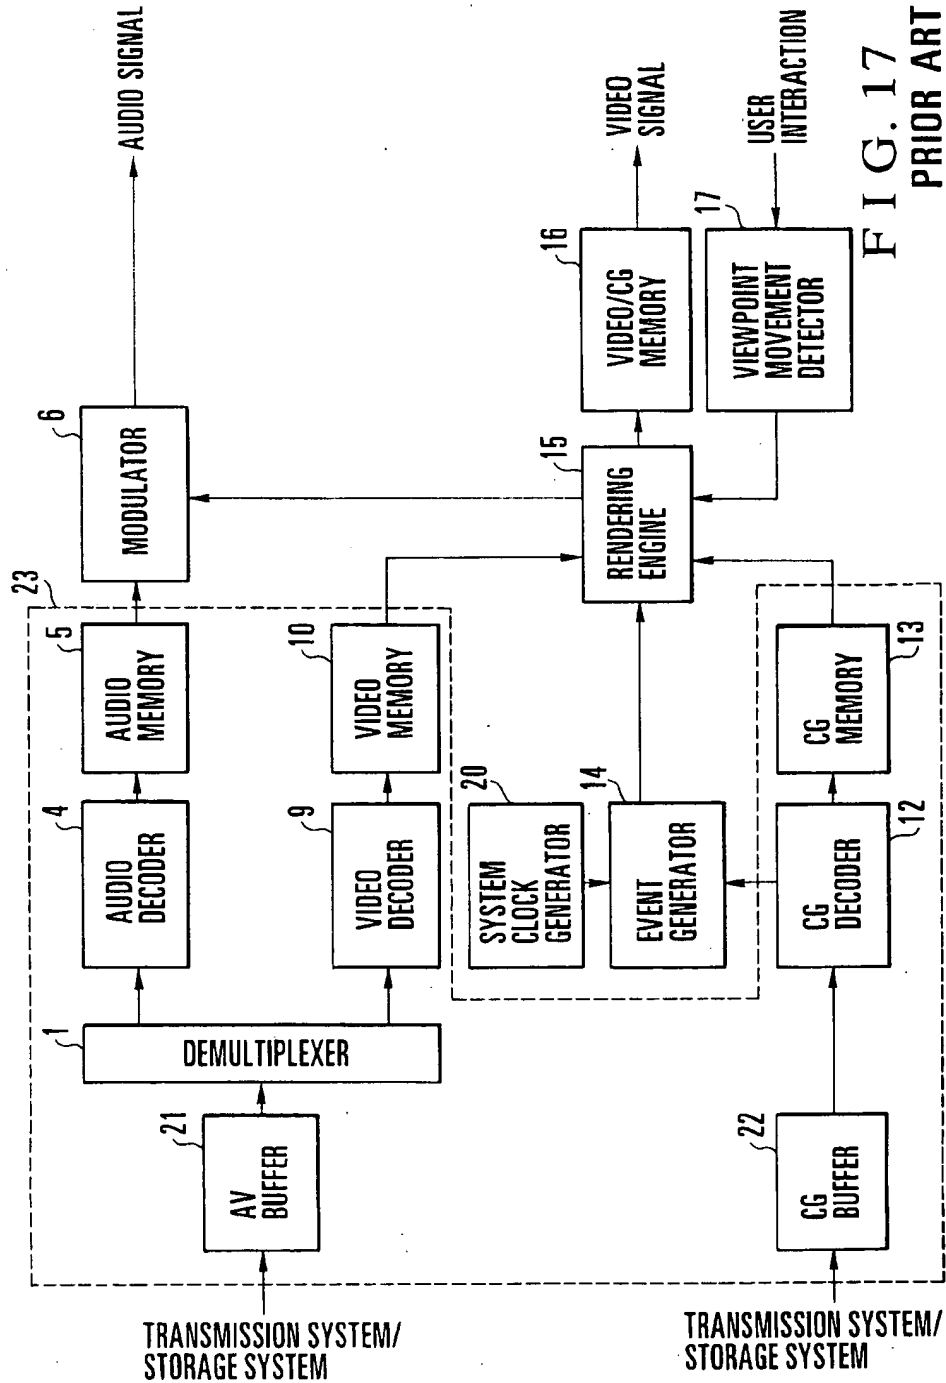 TRANSMISSION SYSTEM/
STORAGE SYSTEM
21
AV
BUFFER
1
DEMULTIPLEXER
4
AUDIO
DECODER
5
AUDIO
MEMORY
23
6
MODULATOR
AUDIO SIGNAL
9
VIDEO
DECODER
10
VIDEO
MEMORY
20
SYSTEM
CLOCK
GENERATOR
14
EVENT
GENERATOR
15
RENDERING
ENGINE
16
VIDEO/CG
MEMORY
VIDEO
SIGNAL
17
VIEWPOINT
MOVEMENT
DETECTOR
USER
INTERACTION
TRANSMISSION SYSTEM/
STORAGE SYSTEM
22
CG
BUFFER
CG
DECODER
12
CG
MEMORY
13
FIG. 17
PRIOR ART